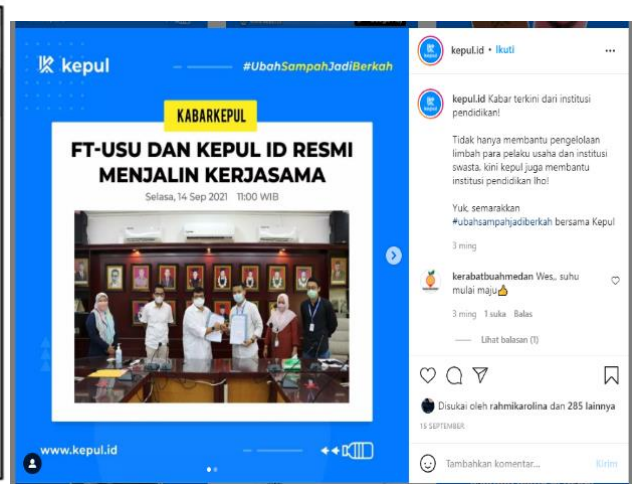 kepul
#UbahSampahJadiBerkah
KABARKEPUL
FT-USU DAN KEPUL ID RESMI
MENJALIN KERJASAMA
Selasa, 14 Sep 2021 11:00 WIB
www.kepul.id
kepul.id • Ikuti
kepul.id Kabar terkini dari institusi
pendidikan!
Tidak hanya membantu pengelolaan
limbah para pelaku usaha dan institusi
swasta, kini kepul juga membantu
institusi pendidikan lho!
Yuk, semarakkan
#ubahsampahjadiberkah bersama Kepul
3 ming
kerabatbuahmedan Wes,, suhu
mulai maju👍
3 ming 1 suka Balas
Lihat balasan (1)
Disukai oleh rahmikarolina dan 285 lainnya
Tambahkan komentar...
Kirim